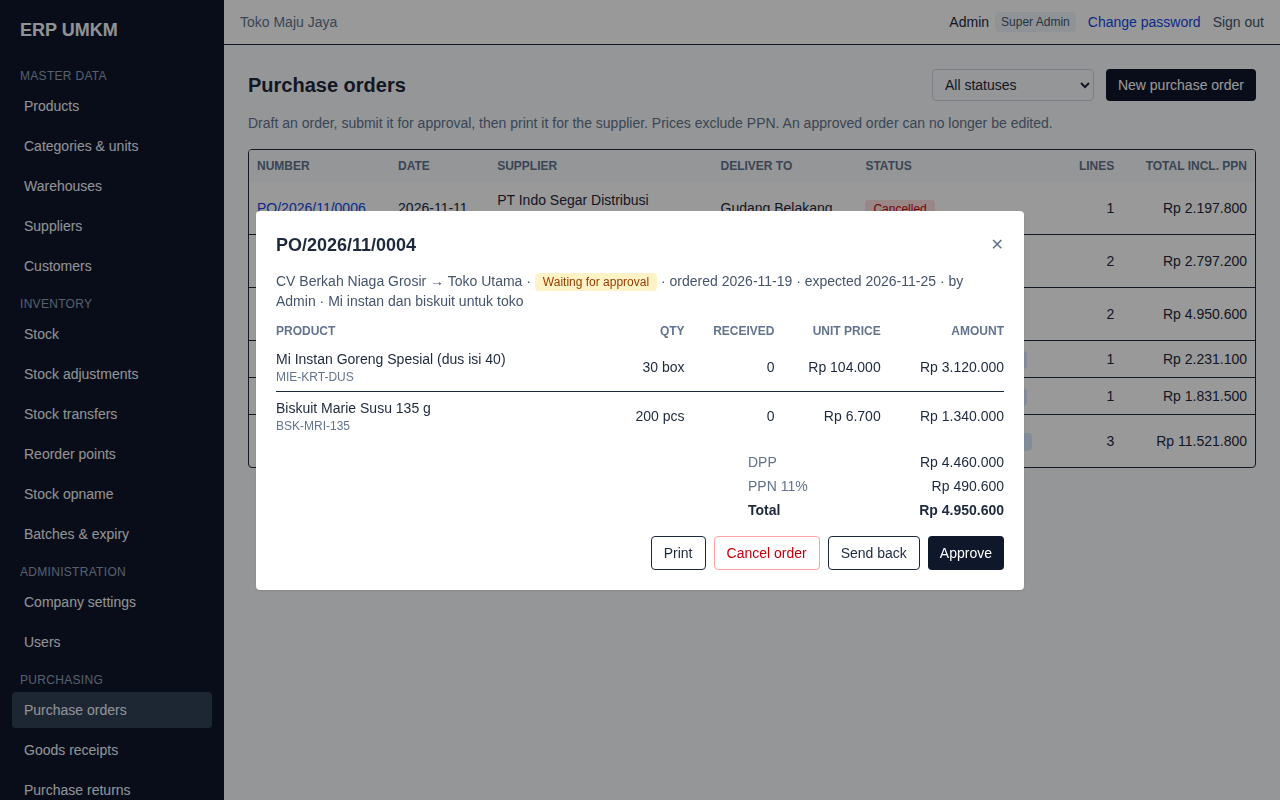 ERP UMKM
MASTER DATA
Products
Categories & units
Warehouses
Suppliers
Customers
INVENTORY
Stock
Stock adjustments
Stock transfers
Reorder points
Stock opname
Batches & expiry
ADMINISTRATION
Company settings
Users
PURCHASING
Purchase orders
Goods receipts
Purchase returns
Toko Maju Jaya
Admin Super Admin Change password Sign out
Purchase orders
All statuses
New purchase order
Draft an order, submit it for approval, then print it for the supplier. Prices exclude PPN. An approved order can no longer be edited.
NUMBER DATE SUPPLIER DELIVER TO STATUS LINES TOTAL INCL. PPN
PO/2026/11/0006 2026-11-11 PT Indo Segar Distribusi Gudang Belakang Cancelled 1 Rp 2.197.800
2 Rp 2.797.200
2 Rp 4.950.600
1 Rp 2.231.100
1 Rp 1.831.500
3 Rp 11.521.800
PO/2026/11/0004
×
CV Berkah Niaga Grosir → Toko Utama · Waiting for approval · ordered 2026-11-19 · expected 2026-11-25 · by
Admin · Mi instan dan biskuit untuk toko
PRODUCT QTY RECEIVED UNIT PRICE AMOUNT
Mi Instan Goreng Spesial (dus isi 40) 30 box 0 Rp 104.000 Rp 3.120.000
MIE-KRT-DUS
Biskuit Marie Susu 135 g 200 pcs 0 Rp 6.700 Rp 1.340.000
BSK-MRI-135
DPP Rp 4.460.000
PPN 11% Rp 490.600
Total Rp 4.950.600
Print Cancel order Send back Approve